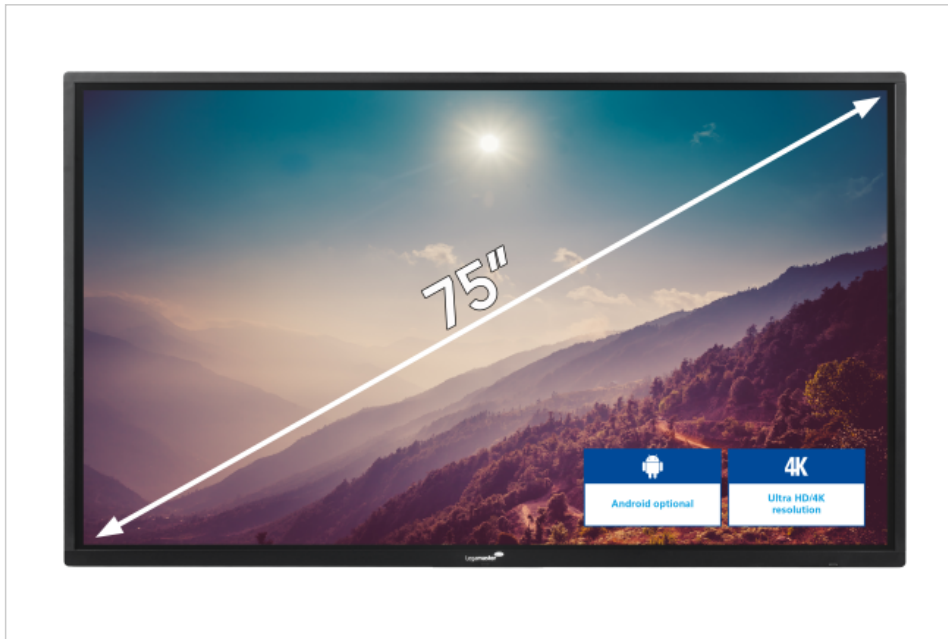 75"
4K
Android optional
Ultra HD/4K
resolution
Legamaster